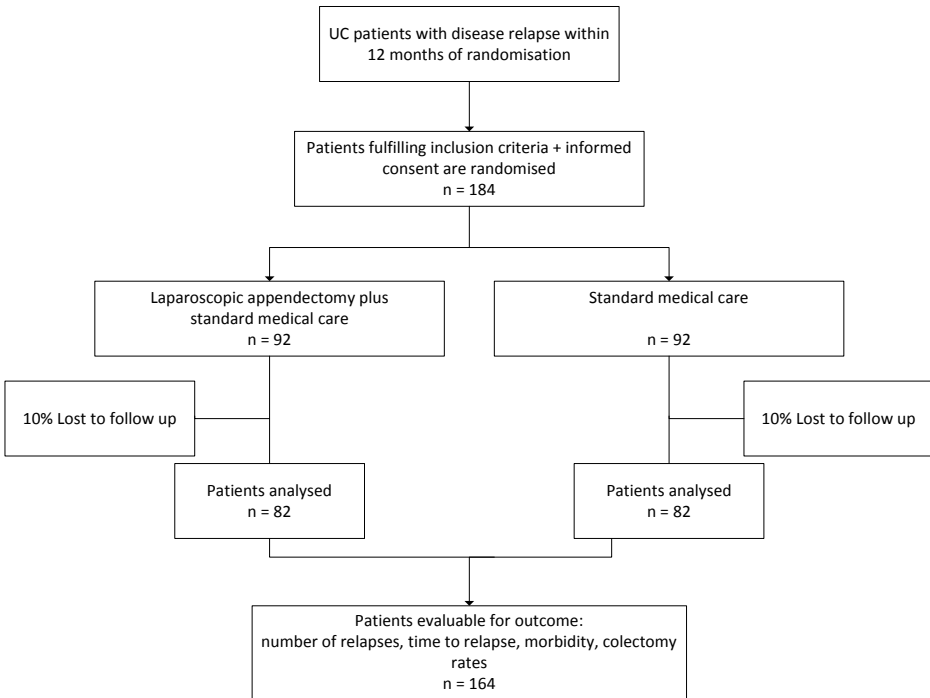 UC patients with disease relapse within
12 months of randomisation
Patients fulfilling inclusion criteria + informed
consent are randomised
n = 184
Laparoscopic appendectomy plus
standard medical care
n = 92
Standard medical care
n = 92
10% Lost to follow up
10% Lost to follow up
Patients analysed
n = 82
Patients analysed
n = 82
Patients evaluable for outcome:
number of relapses, time to relapse, morbidity, colectomy
rates
n = 164